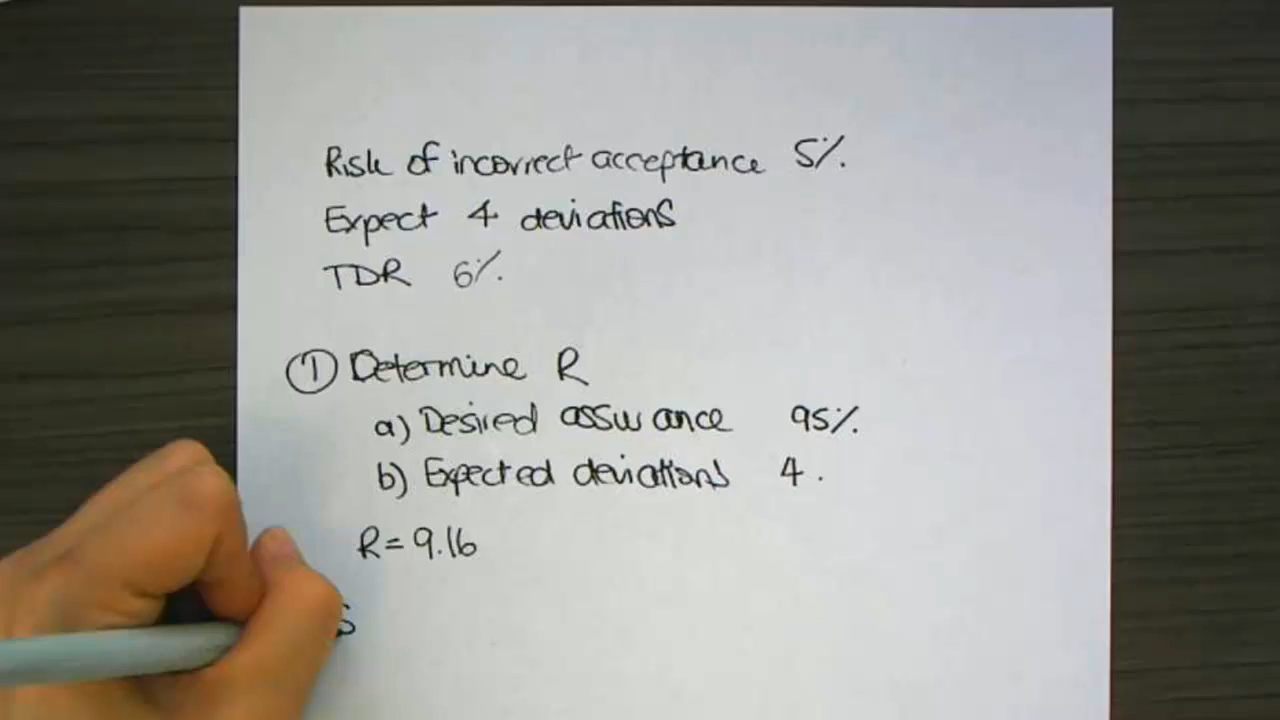 Risk of incorrect acceptance 5%.
Expect 4 deviations
TDR 6%.
① Determine R
a) Desired assurance 95%.
b) Expected deviations 4.
R = 9.16
S